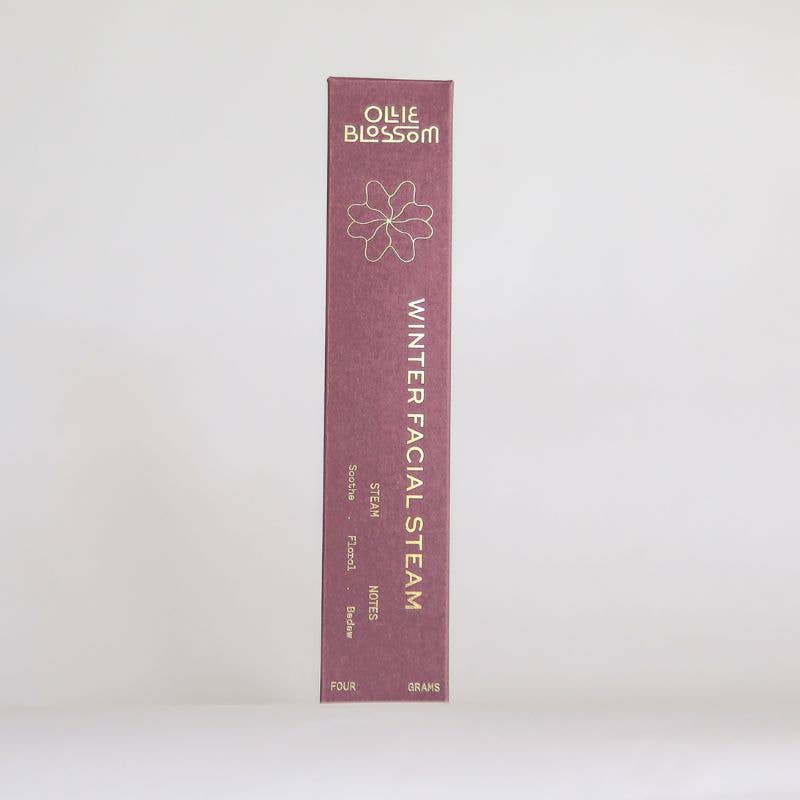 OLLIE
BLOSSOM
WINTER FACIAL STEAM
STEAM NOTES
Soothe . Floral . Bedew
FOUR GRAMS